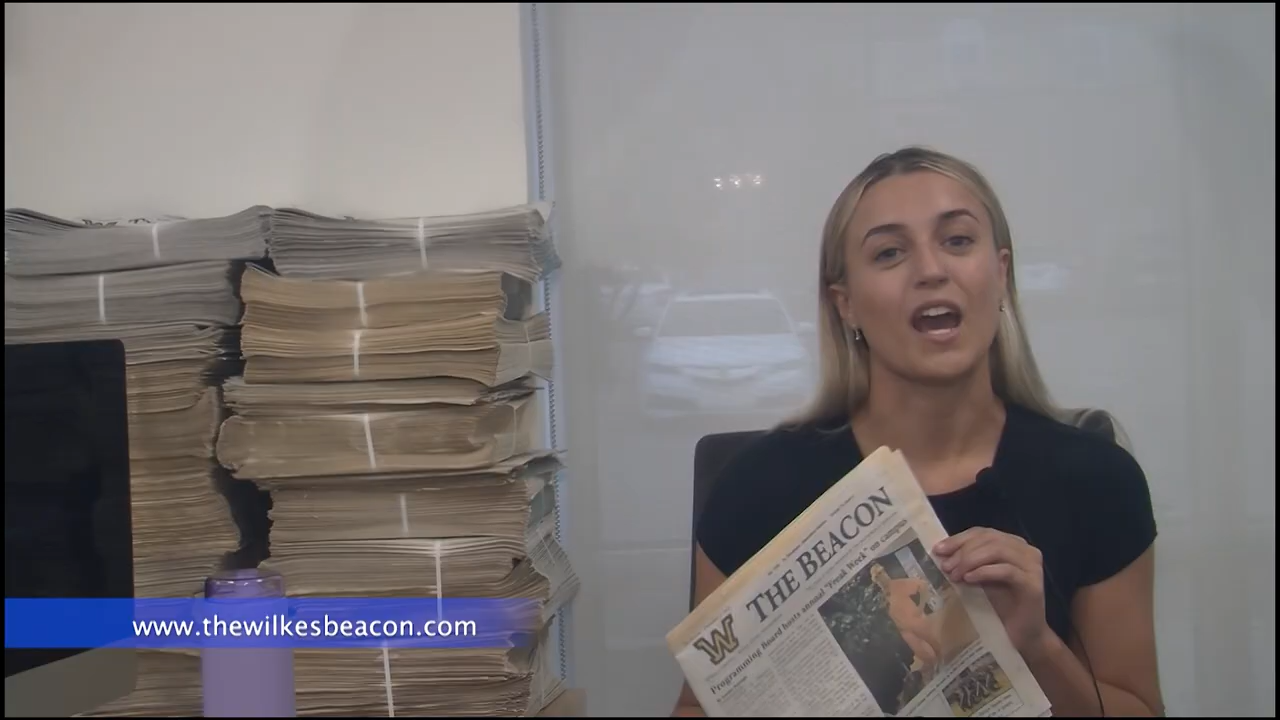 THE BEACON
Programming Board hosts annual "Freak Week" on campus
W
www.thewilkesbeacon.com